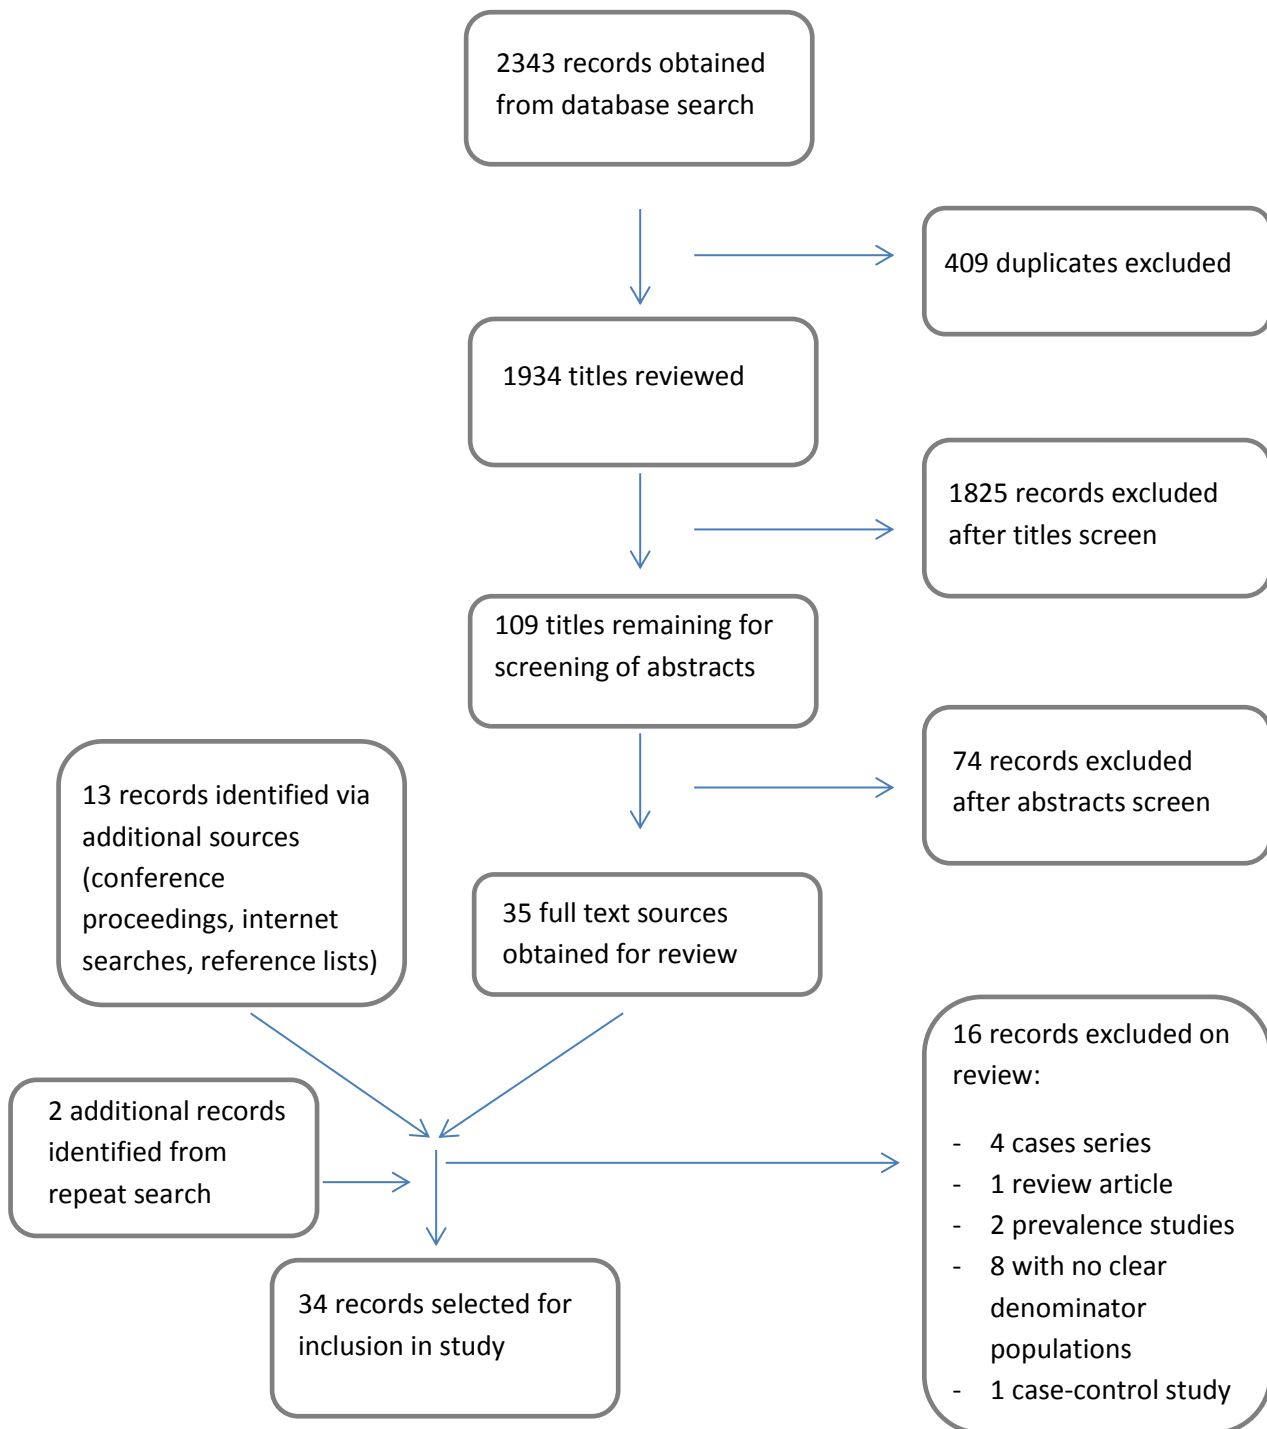 2343 records obtained
from database search
409 duplicates excluded
1934 titles reviewed
1825 records excluded
after titles screen
109 titles remaining for
screening of abstracts
74 records excluded
after abstracts screen
13 records identified via
additional sources
(conference
proceedings, internet
searches, reference lists)
35 full text sources
obtained for review
2 additional records
identified from
repeat search
16 records excluded on
review:
- 4 cases series
- 1 review article
- 2 prevalence studies
- 8 with no clear
denominator
populations
- 1 case-control study
34 records selected for
inclusion in study